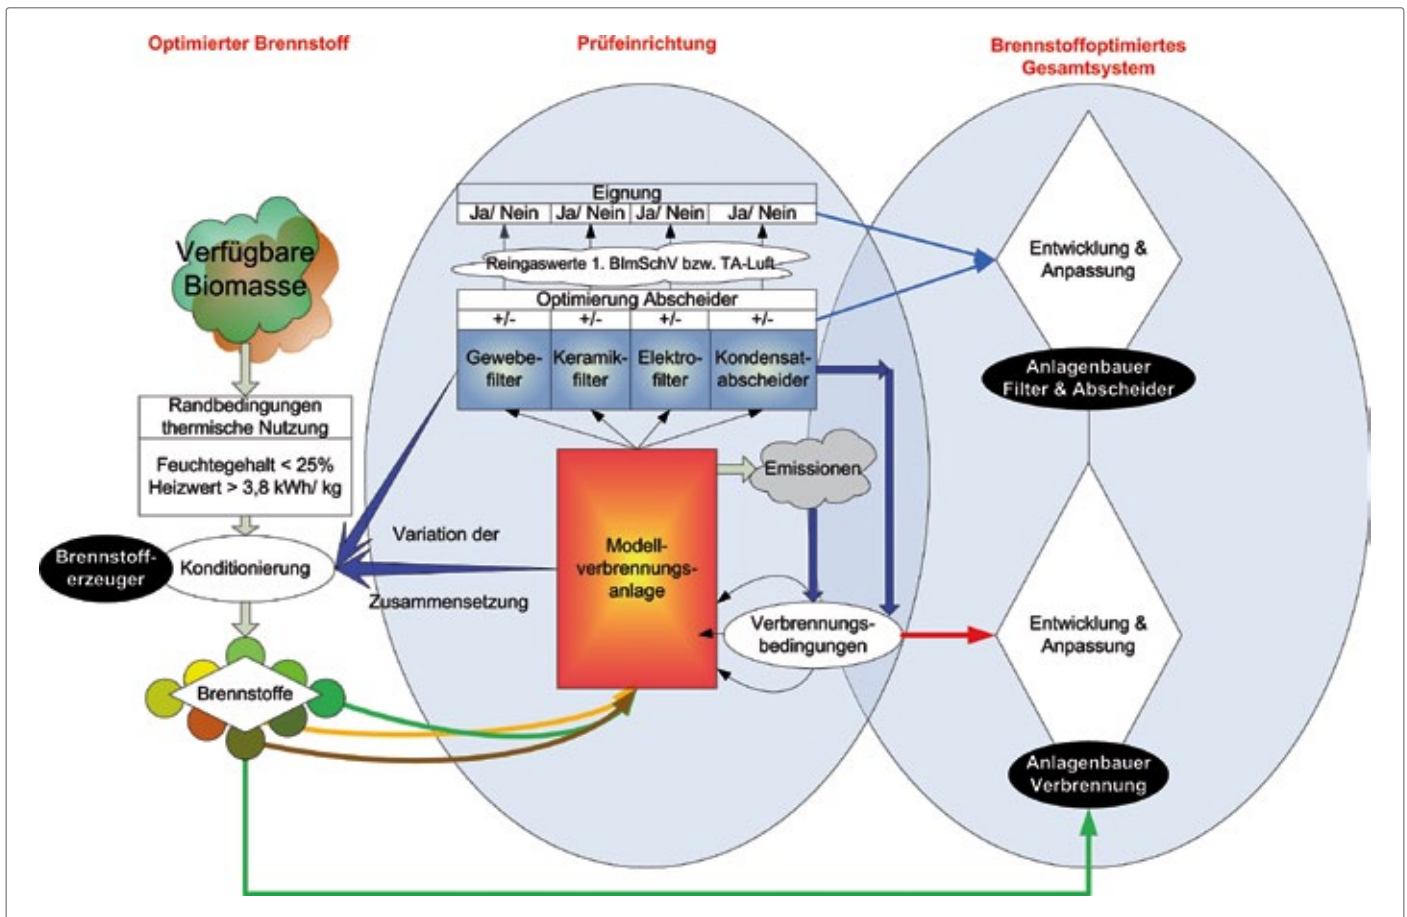 Optimierter Brennstoff
Prüfeinrichtung
Brennstoffoptimiertes
Gesamtsystem
Verfügbare
Biomasse
Randbedingungen
thermische Nutzung
Feuchtegehalt < 25%
Heizwert > 3,8 kWh/ kg
Brennstoff-
erzeuger
Konditionierung
Brennstoffe
Variation der
Zusammensetzung
Eignung
Ja/ Nein Ja/ Nein Ja/ Nein Ja/ Nein
Reingaswerte 1. BImSchV bzw. TA-Luft
Optimierung Abscheider
+/- +/- +/- +/-
Gewebe-
filter
Keramik-
filter
Elektro-
filter
Kondensat-
abscheider
Emissionen
Modell-
verbrennungs-
anlage
Verbrennungs-
bedingungen
Entwicklung &
Anpassung
Anlagenbauer
Filter & Abscheider
Entwicklung &
Anpassung
Anlagenbauer
Verbrennung